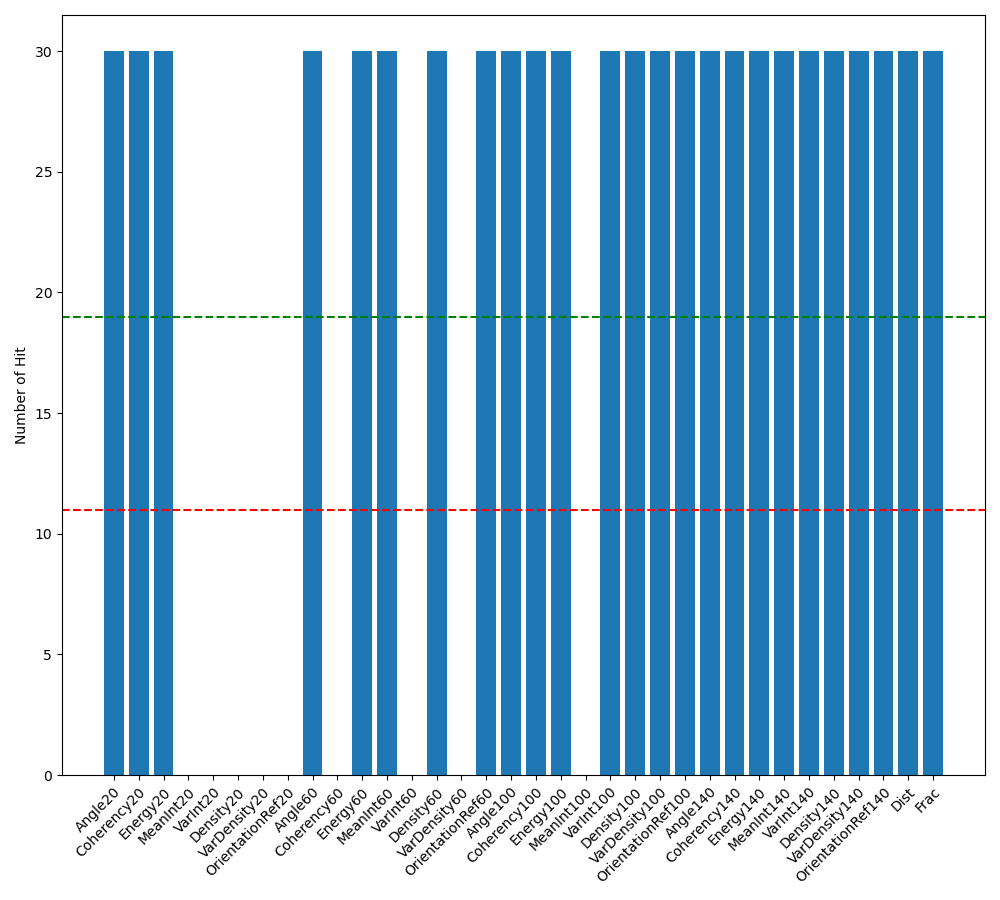 30
25
20
15
10
5
0
Number of Hit
Angle20
Coherency20
Energy20
MeanInt20
VarInt20
Density20
VarDensity20
OrientationRef20
Angle60
Coherency60
Energy60
MeanInt60
VarInt60
Density60
VarDensity60
OrientationRef60
Angle100
Coherency100
Energy100
MeanInt100
VarInt100
Density100
VarDensity100
OrientationRef100
Angle140
Coherency140
Energy140
MeanInt140
VarInt140
Density140
VarDensity140
OrientationRef140
Dist
Frac